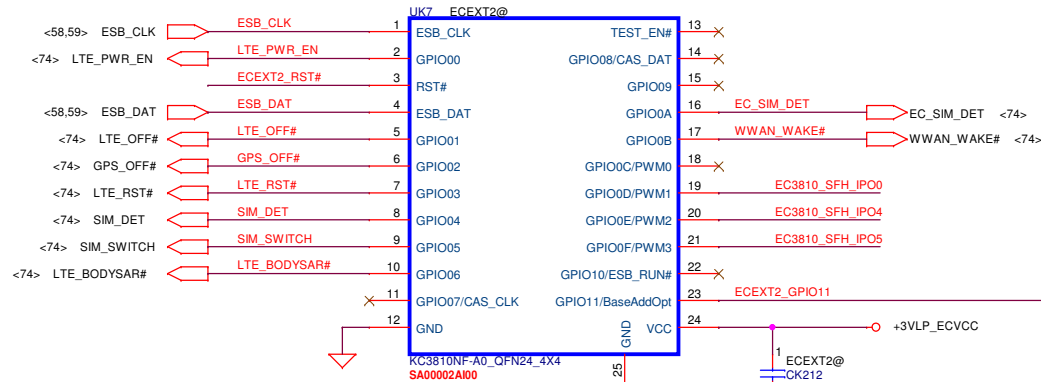 UK7 ECEXT2@
<58,59> ESB_CLK ESB_CLK 1 ESB_CLK TEST_EN# 13
<74> LTE_PWR_EN LTE_PWR_EN 2 GPIO00 GPIO08/CAS_DAT 14
ECEXT2_RST# 3 RST# GPIO09 15
<58,59> ESB_DAT ESB_DAT 4 ESB_DAT GPIO0A 16 EC_SIM_DET EC_SIM_DET <74>
<74> LTE_OFF# LTE_OFF# 5 GPIO01 GPIO0B 17 WWAN_WAKE# WWAN_WAKE# <74>
<74> GPS_OFF# GPS_OFF# 6 GPIO02 GPIO0C/PWM0 18
<74> LTE_RST# LTE_RST# 7 GPIO03 GPIO0D/PWM1 19 EC3810_SFH_IPO0
<74> SIM_DET SIM_DET 8 GPIO04 GPIO0E/PWM2 20 EC3810_SFH_IPO4
<74> SIM_SWITCH SIM_SWITCH 9 GPIO05 GPIO0F/PWM3 21 EC3810_SFH_IPO5
<74> LTE_BODYSAR# LTE_BODYSAR# 10 GPIO06 GPIO10/ESB_RUN# 22
11 GPIO07/CAS_CLK GPIO11/BaseAddOpt 23 ECEXT2_GPIO11
12 GND GND VCC 24 +3VLP_ECVCC
KC3810NF-A0_QFN24_4X4
SA00002AI00
25
1 ECEXT2@
CK212